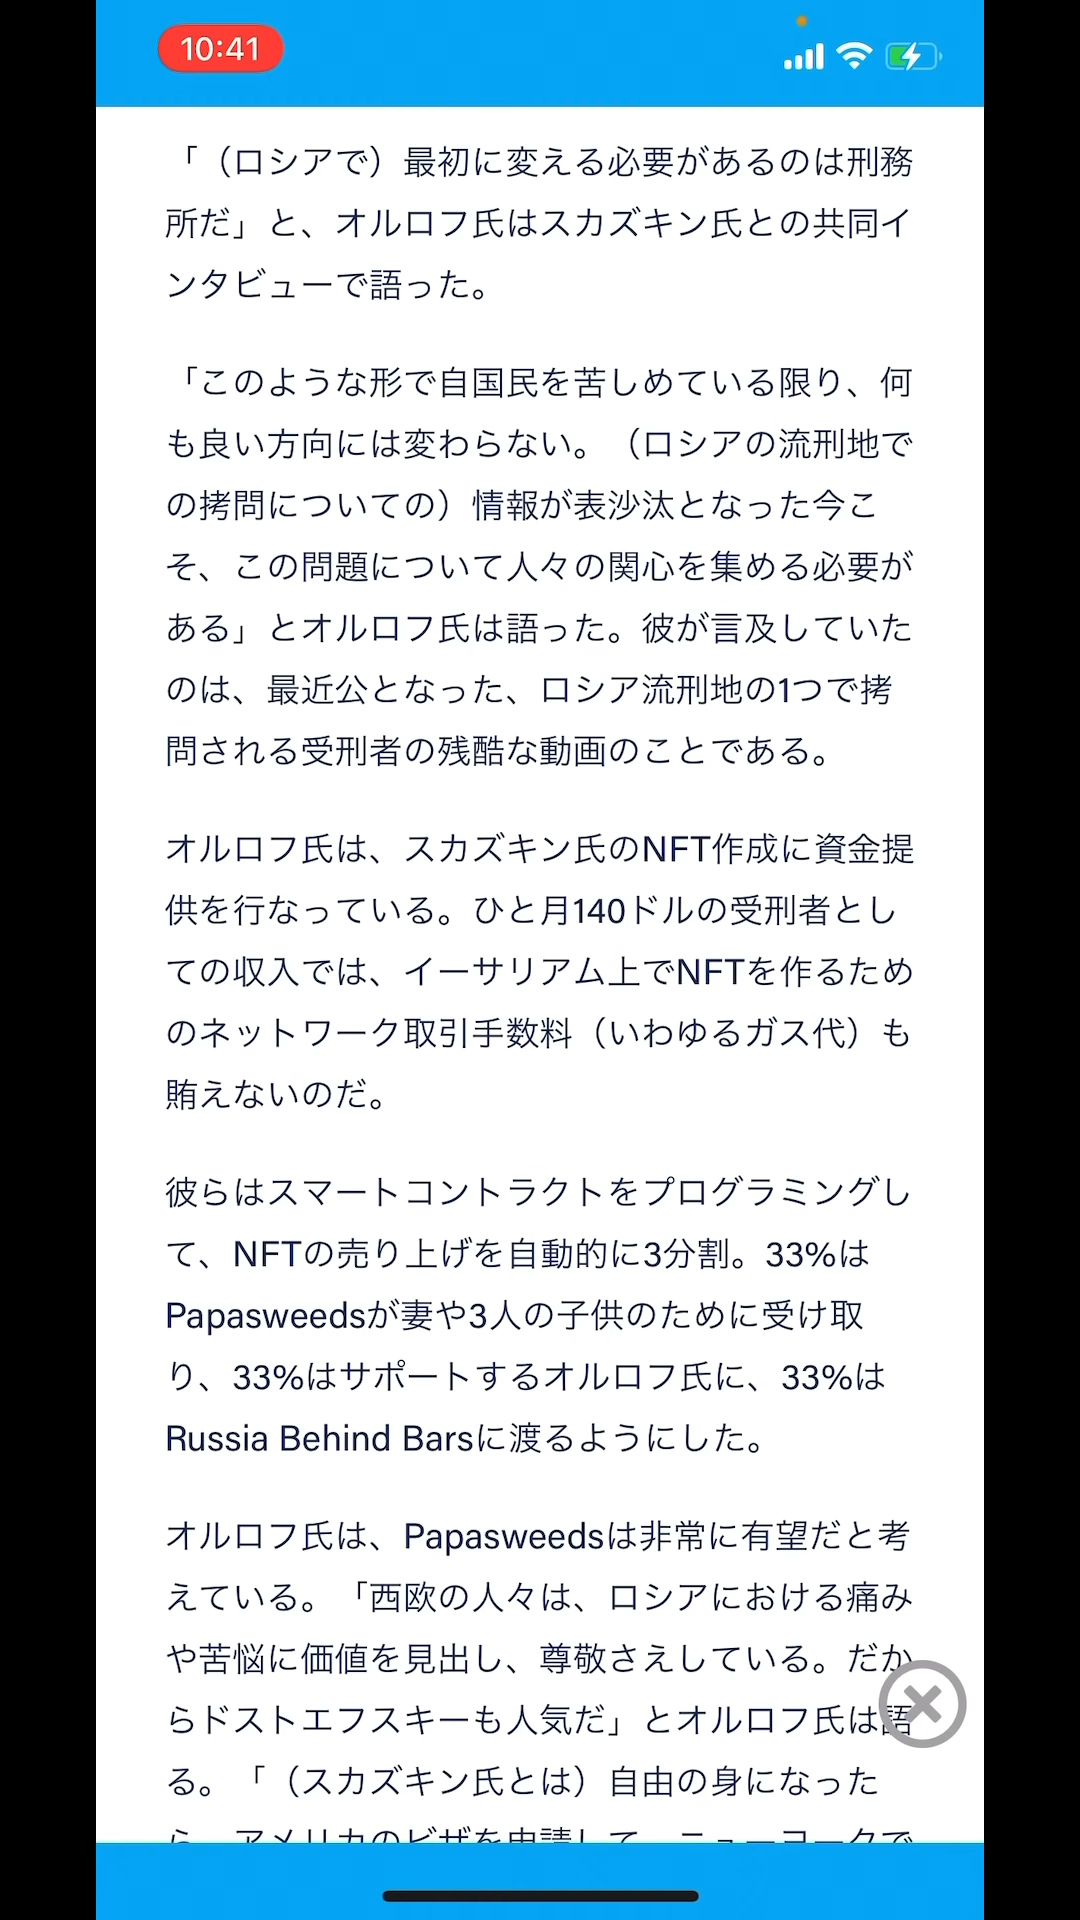 10:41
「（ロシアで）最初に変える必要があるのは刑務
所だ」と、オルロフ氏はスカズキン氏との共同イ
ンタビューで語った。
「このような形で自国民を苦しめている限り、何
も良い方向には変わらない。（ロシアの流刑地で
の拷問についての）情報が表沙汰となった今こ
そ、この問題について人々の関心を集める必要が
ある」とオルロフ氏は語った。彼が言及していた
のは、最近公となった、ロシア流刑地の1つで拷
問される受刑者の残酷な動画のことである。
オルロフ氏は、スカズキン氏のNFT作成に資金提
供を行なっている。ひと月140ドルの受刑者とし
ての収入では、イーサリアム上でNFTを作るため
のネットワーク取引手数料（いわゆるガス代）も
賄えないのだ。
彼らはスマートコントラクトをプログラミングし
て、NFTの売り上げを自動的に3分割。33%は
Papasweedsが妻や3人の子供のために受け取
り、33%はサポートするオルロフ氏に、33%は
Russia Behind Barsに渡るようにした。
オルロフ氏は、Papasweedsは非常に有望だと考
えている。「西欧の人々は、ロシアにおける痛み
や苦悩に価値を見出し、尊敬さえしている。だか
らドストエフスキーも人気だ」とオルロフ氏は語
る。「（スカズキン氏とは）自由の身になった
ら、アメリカのビザを申請して、ニューヨークで